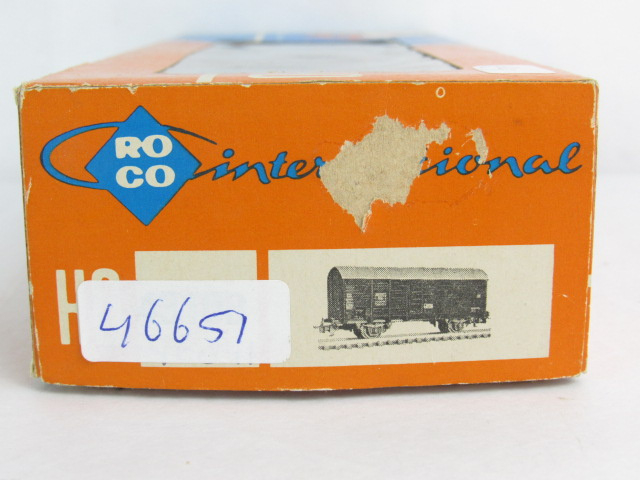 RO
CO
inter ional
H0
46651